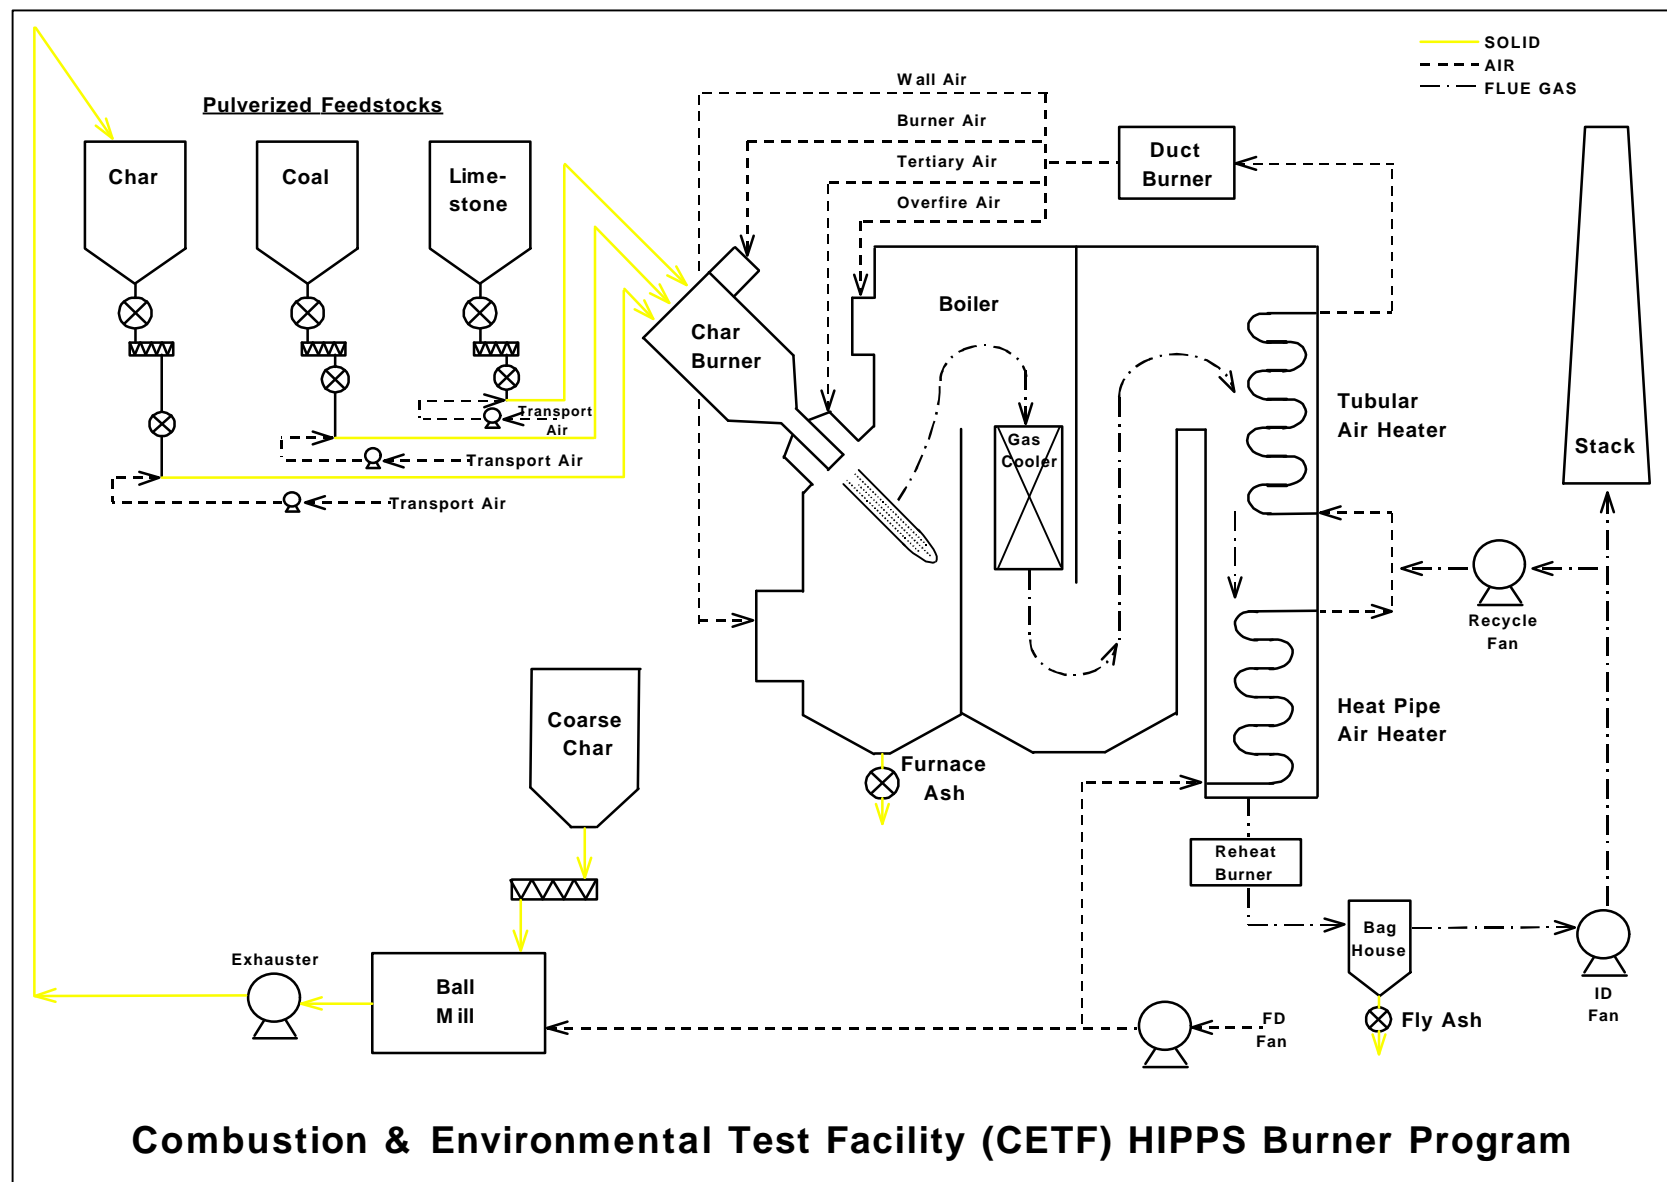 SOLID
AIR
FLUE GAS
Wall Air
Pulverized Feedstocks
Burner Air
Duct
Burner
Tertiary Air
Overfire Air
Char
Coal
Lime-
stone
Boiler
Char
Burner
Tubular
Air Heater
Stack
Transport
Air
Gas
Cooler
Transport Air
Transport Air
Recycle
Fan
Coarse
Char
Heat Pipe
Air Heater
Furnace
Ash
Reheat
Burner
Bag
House
Exhauster
Ball
Mill
ID
Fan
FD
Fan
Fly Ash
Combustion & Environmental Test Facility (CETF) HIPPS Burner Program